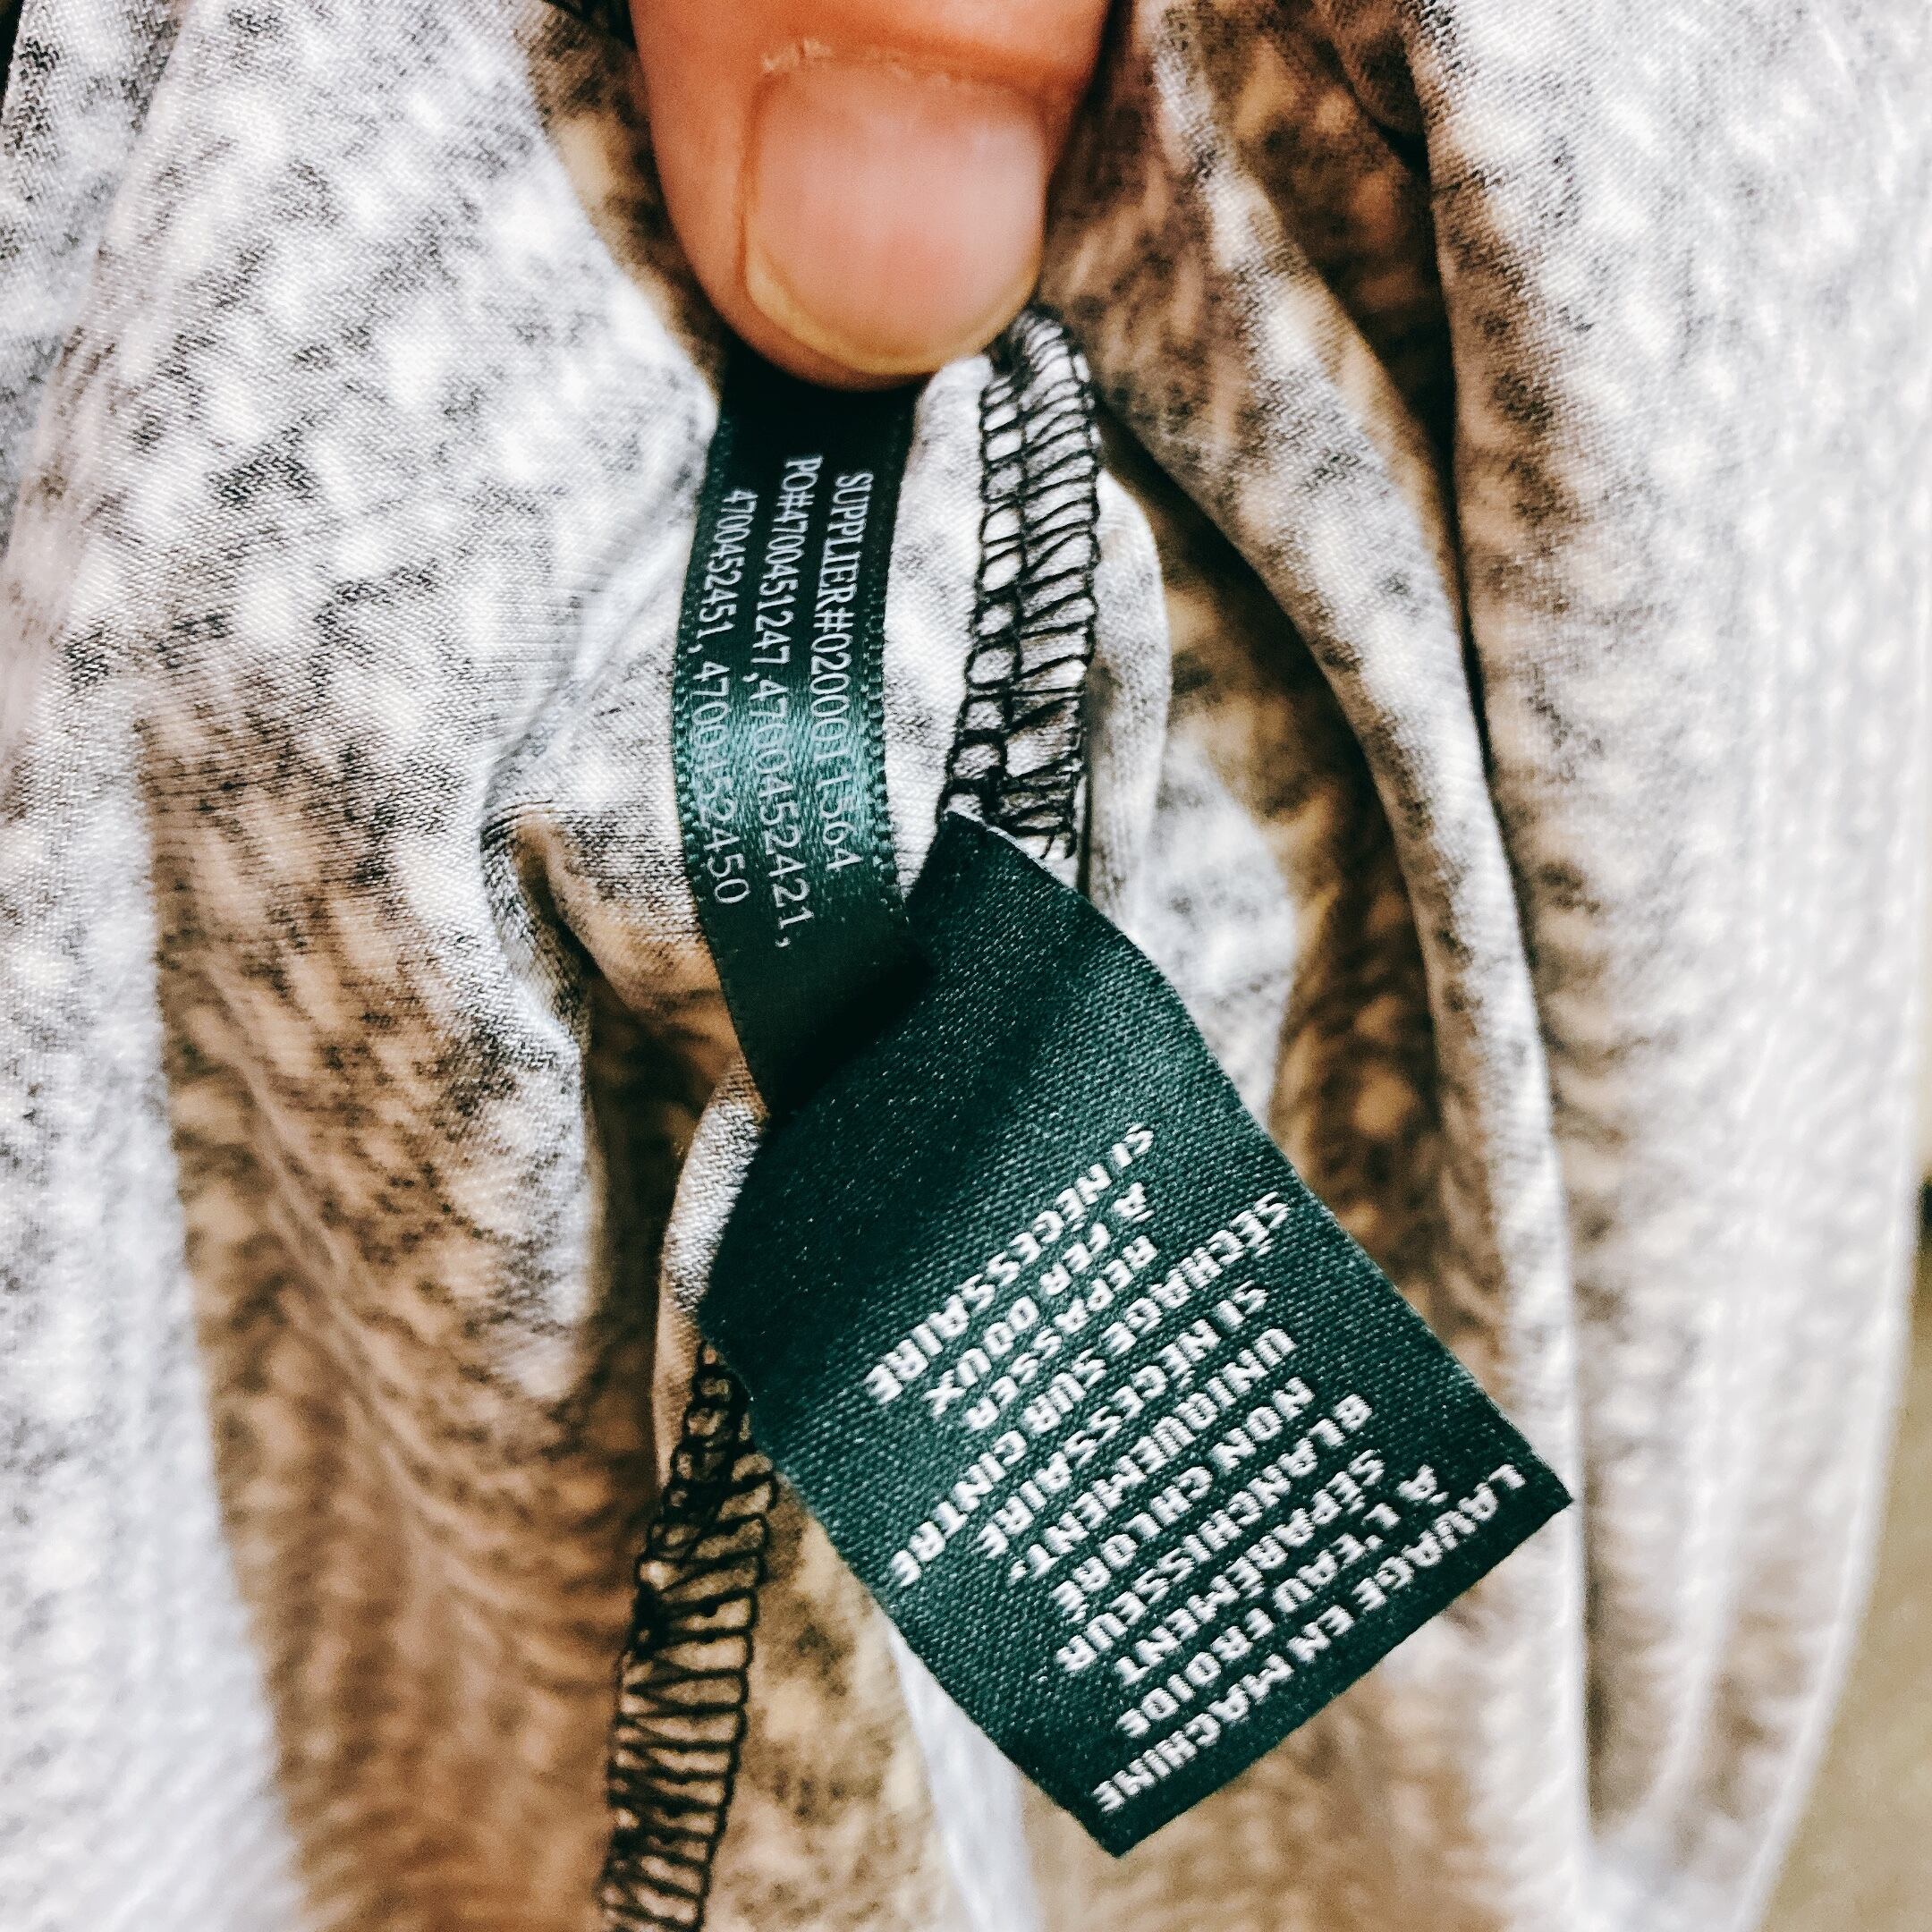 SUPPLIER#0200011564
PO#4700451247,4700452421,
4700452451,4700452450
LAVAGE EN MACHINE
À L'EAU FROIDE
SÉPARÉMENT
BLANCHISSEUR
NON CHLORÉ
UNIQUEMENT,
SI NÉCESSAIRE
SÉCHAGE SUR CINTRE
REPASSER
À FER DOUX
SI NÉCESSAIRE